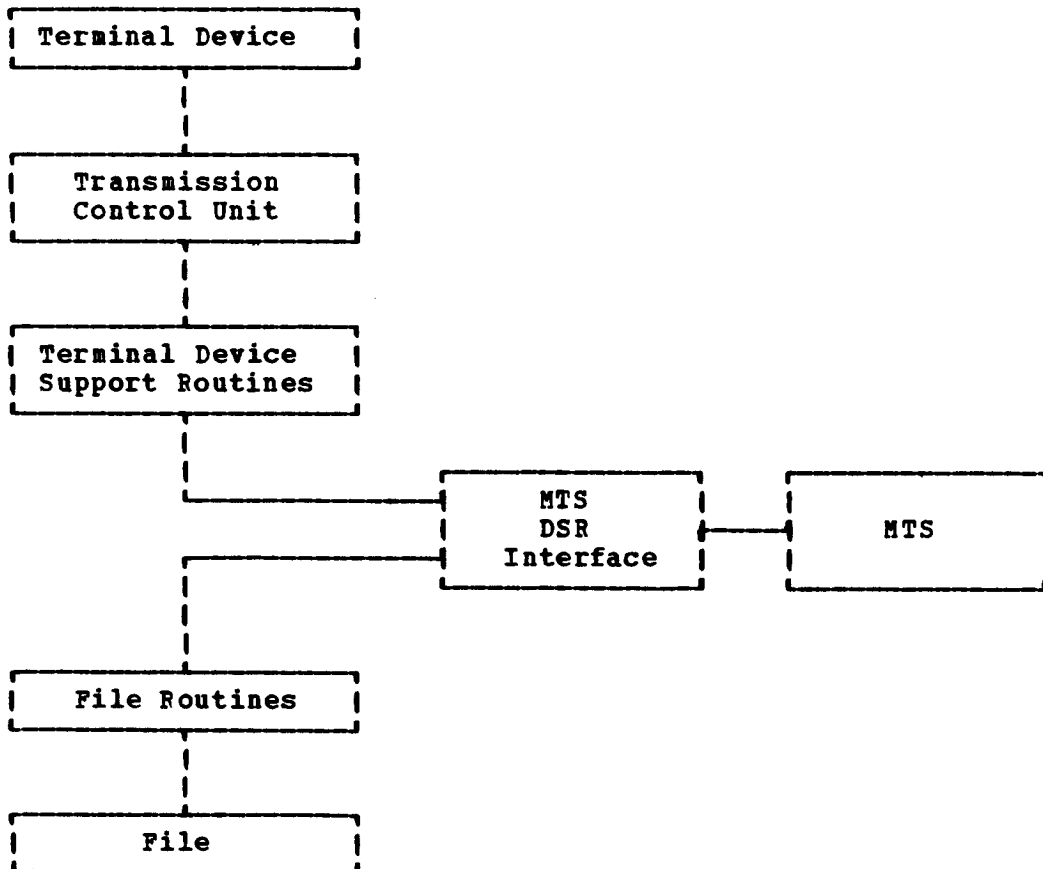 Terminal Device
Transmission
Control Unit
Terminal Device
Support Routines
MTS
DSR
Interface
MTS
File Routines
File